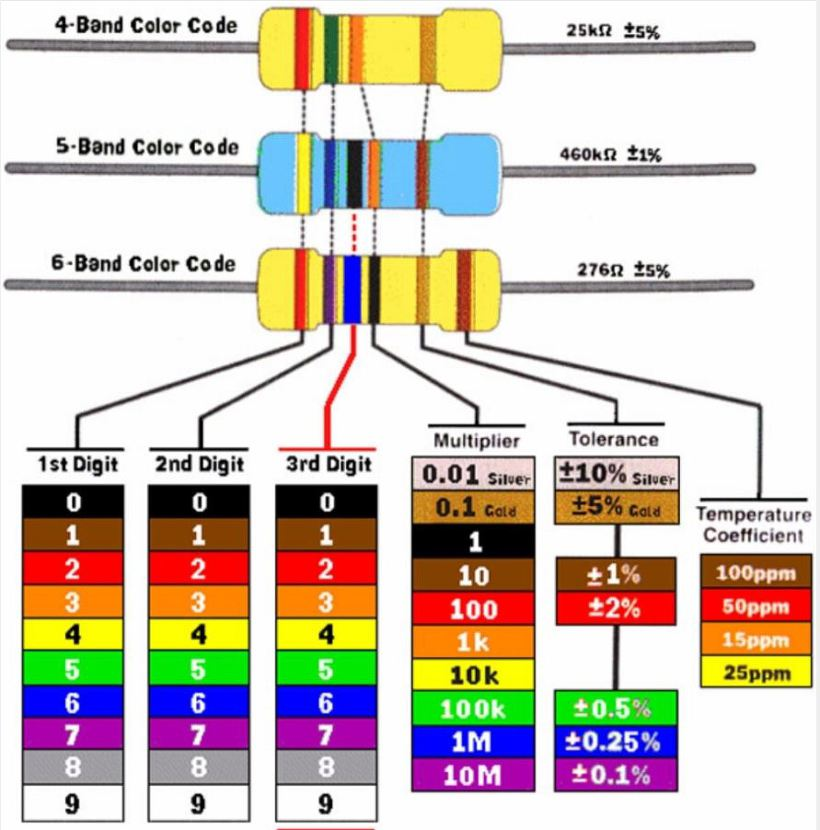 4-Band Color Code
25kΩ ±5%
5-Band Color Code
460kΩ ±1%
6-Band Color Code
276Ω ±5%
1st Digit
0
1
2
3
4
5
6
7
8
9
2nd Digit
0
1
2
3
4
5
6
7
8
9
3rd Digit
0
1
2
3
4
5
6
7
8
9
Multiplier
0.01 Silver
0.1 Gold
1
10
100
1k
10k
100k
1M
10M
Tolerance
±10% Silver
±5% Gold
±1%
±2%
±0.5%
±0.25%
±0.1%
Temperature
Coefficient
100ppm
50ppm
15ppm
25ppm